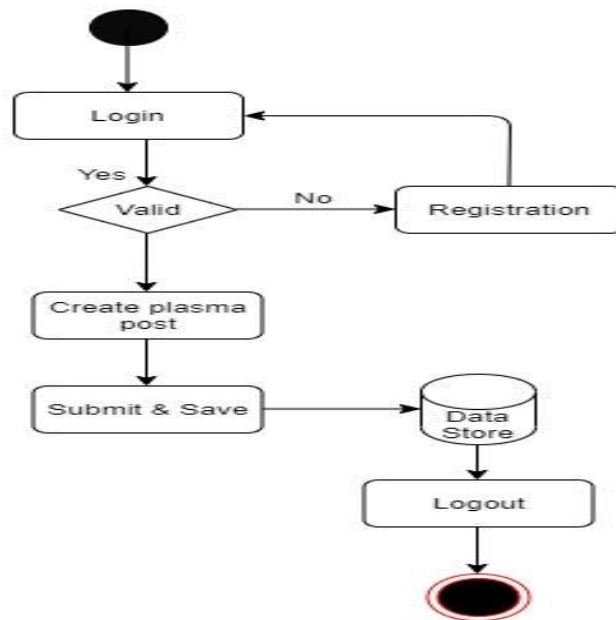 Login
Yes
Valid
No
Registration
Create plasma
post
Submit & Save
Data
Store
Logout